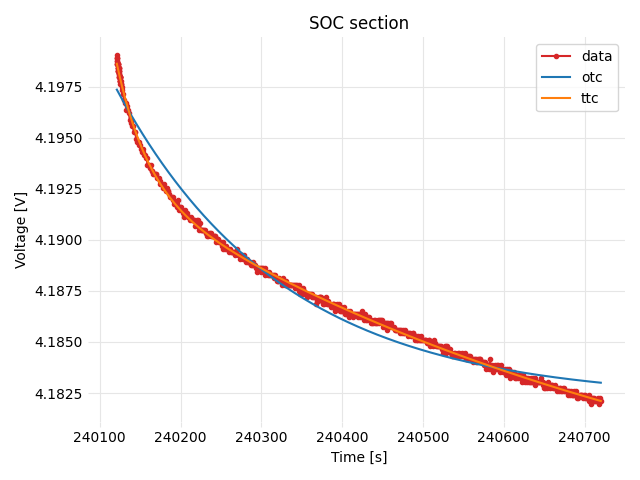 SOC section
data
otc
ttc
4.1975
4.1950
4.1925
4.1900
4.1875
4.1850
4.1825
Voltage [V]
240100 240200 240300 240400 240500 240600 240700
Time [s]